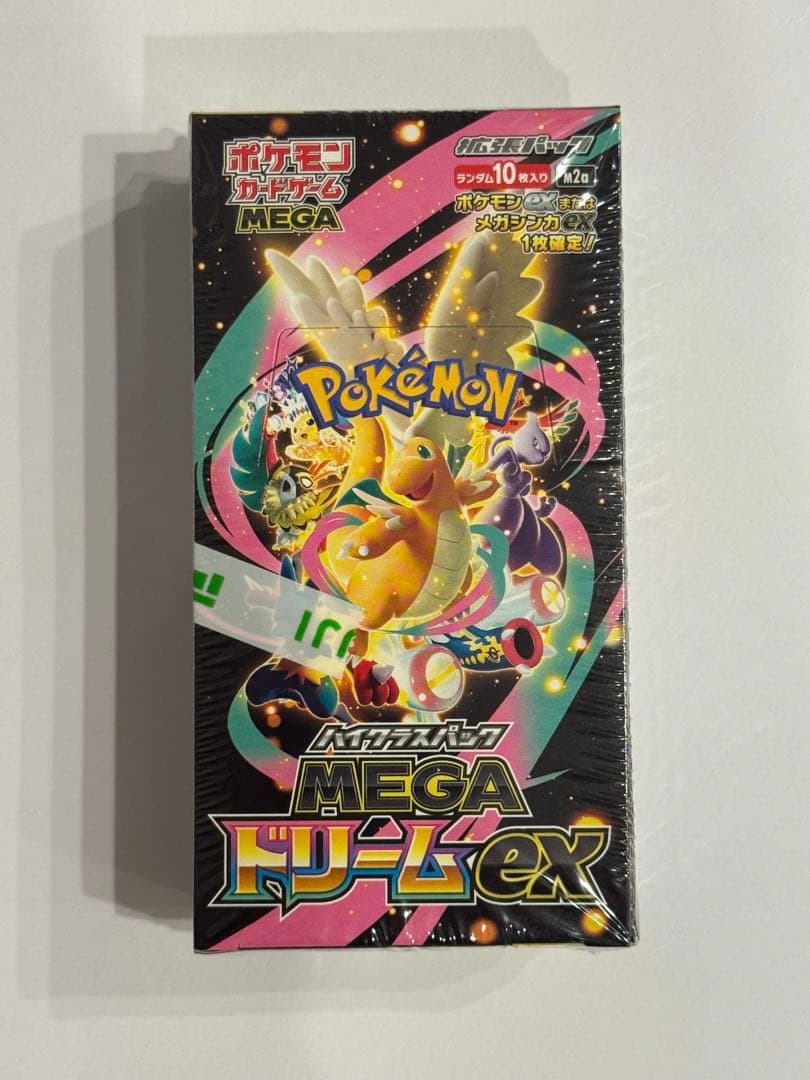 ポケモン
カードゲーム
MEGA
拡張パック
ランダム10枚入り
M2a
ポケモンexまたは
メガシンカex
1枚確定!
POKéMON
TM
ハイクラスパック
MEGA
ドリームex